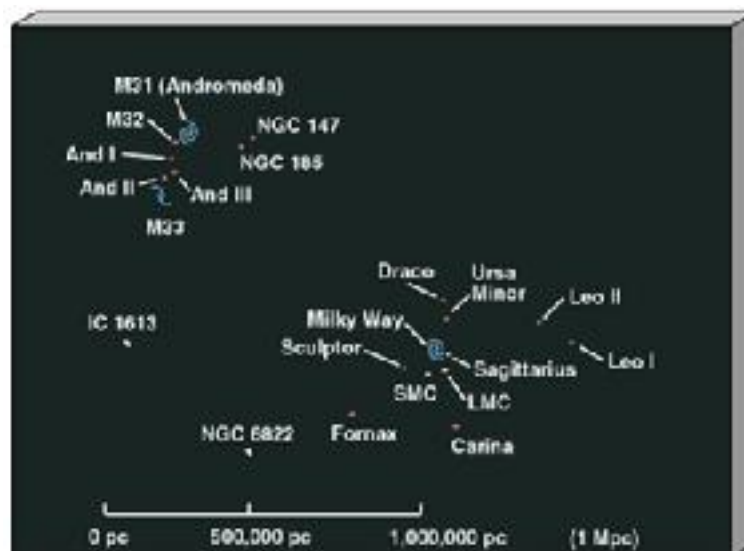 M31 (Andromeda)
M32
NGC 147
And I
NGC 185
And II
And III
M33
Draco
Ursa
Minor
Leo II
IC 1613
Milky Way
Sculptor
Sagittarius
Leo I
SMC
LMC
NGC 6822
Fornax
Carina
0 pc
500,000 pc
1,000,000 pc
(1 Mpc)